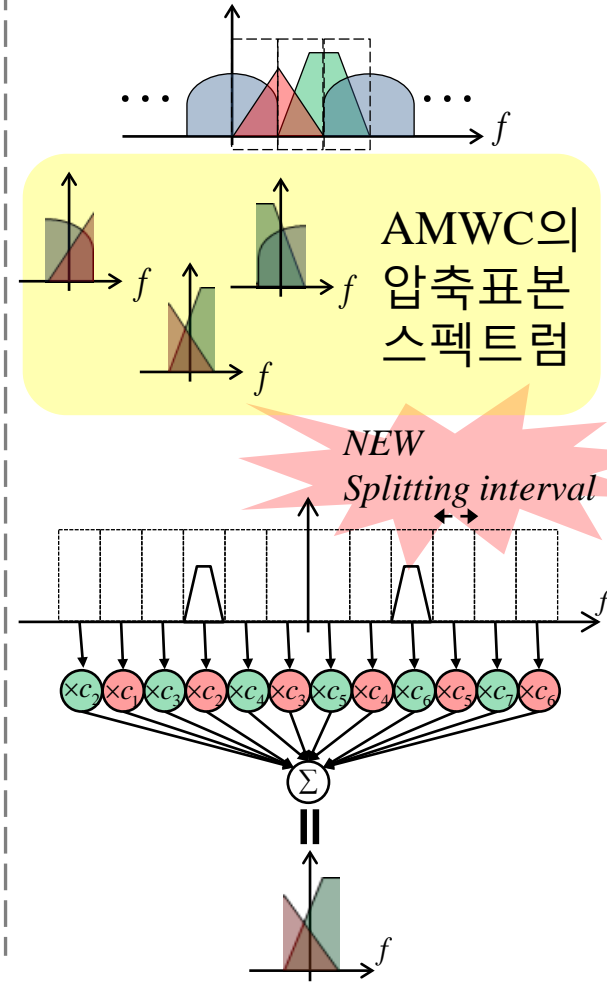 f
AMWC의
압축표본
스펙트럼
f
f
f
NEW
Splitting interval
f
×c₂ ×c₁ ×c₃ ×c₂ ×c₄ ×c₃ ×c₅ ×c₄ ×c₆ ×c₅ ×c₇ ×c₆
Σ
f